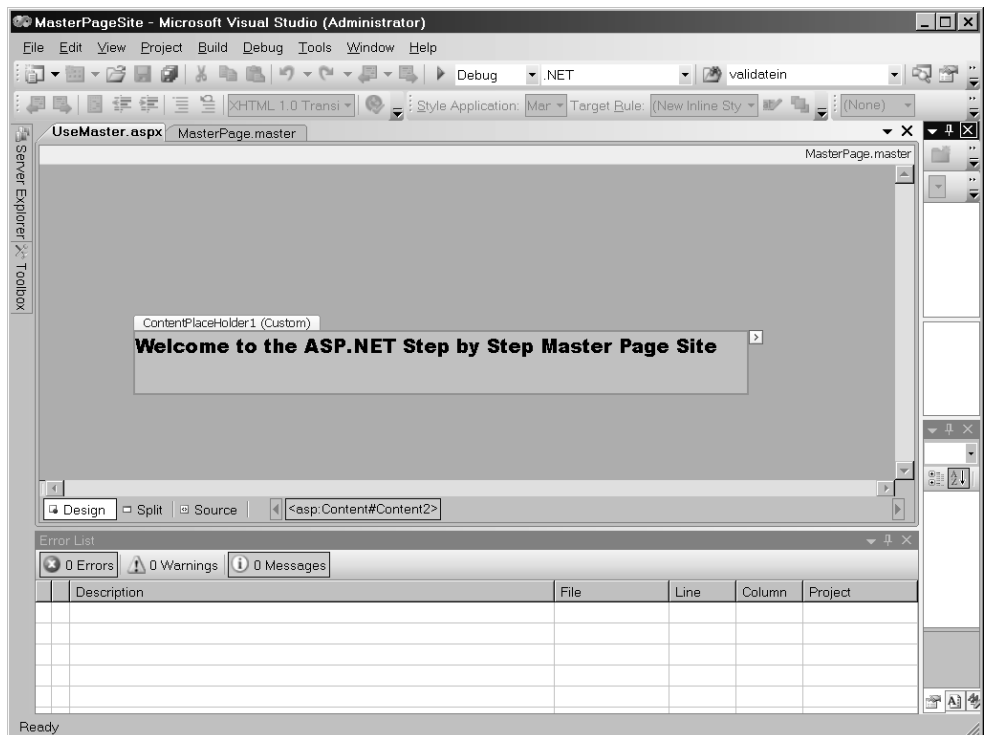 MasterPageSite - Microsoft Visual Studio (Administrator)
File Edit View Project Build Debug Tools Window Help
Debug .NET validatein
XHTML 1.0 Transi Style Application: Mar Target Rule: (New Inline Sty (None)
UseMaster.aspx MasterPage.master
Server Explorer
Toolbox
MasterPage.master
ContentPlaceHolder1 (Custom)
Welcome to the ASP.NET Step by Step Master Page Site
Design Split Source <asp:Content#Content2>
Error List
0 Errors 0 Warnings 0 Messages
Description File Line Column Project
Ready